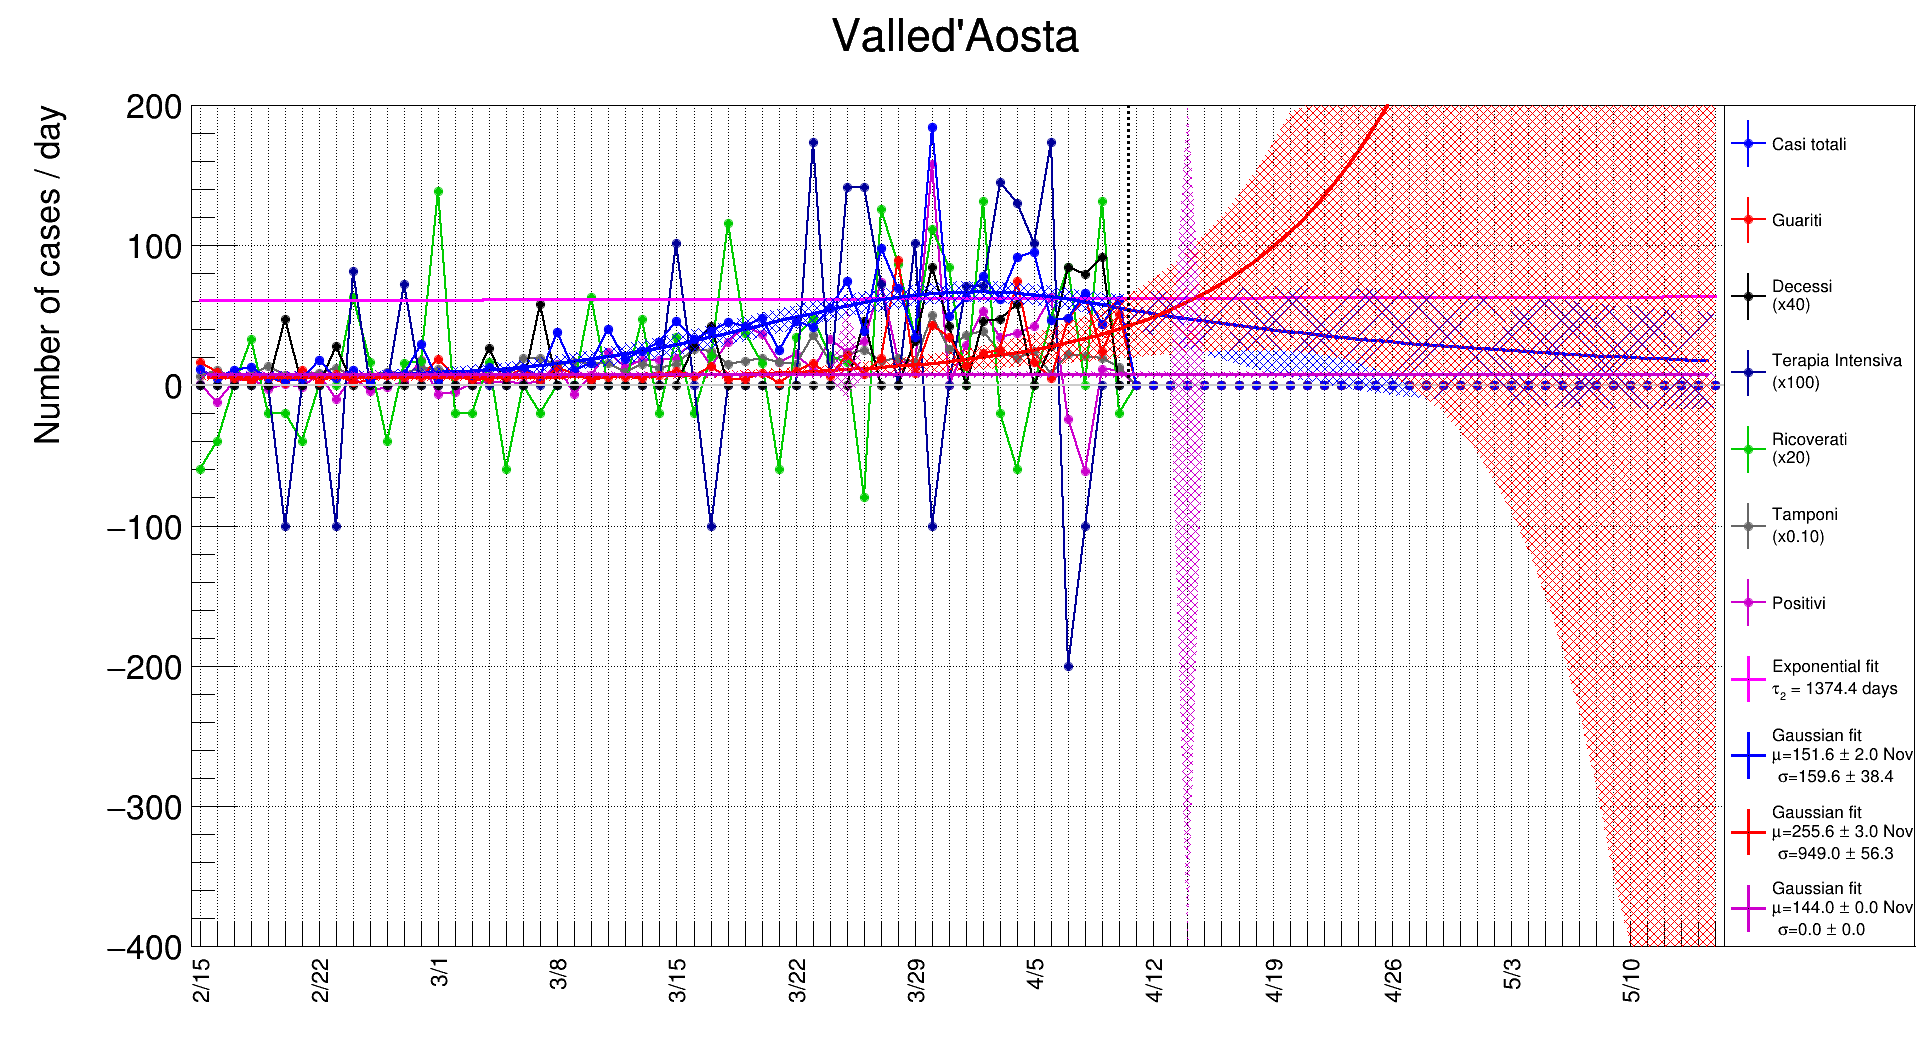 Valled'Aosta
Number of cases / day
200
100
0
−100
−200
−300
−400
2/15
2/22
3/1
3/8
3/15
3/22
3/29
4/5
4/12
4/19
4/26
5/3
5/10
Casi totali
Guariti
Decessi
(x40)
Terapia Intensiva
(x100)
Ricoverati
(x20)
Tamponi
(x0.10)
Positivi
Exponential fit
τ2 = 1374.4 days
Gaussian fit
μ=151.6 ± 2.0 Nov
σ=159.6 ± 38.4
Gaussian fit
μ=255.6 ± 3.0 Nov
σ=949.0 ± 56.3
Gaussian fit
μ=144.0 ± 0.0 Nov
σ=0.0 ± 0.0